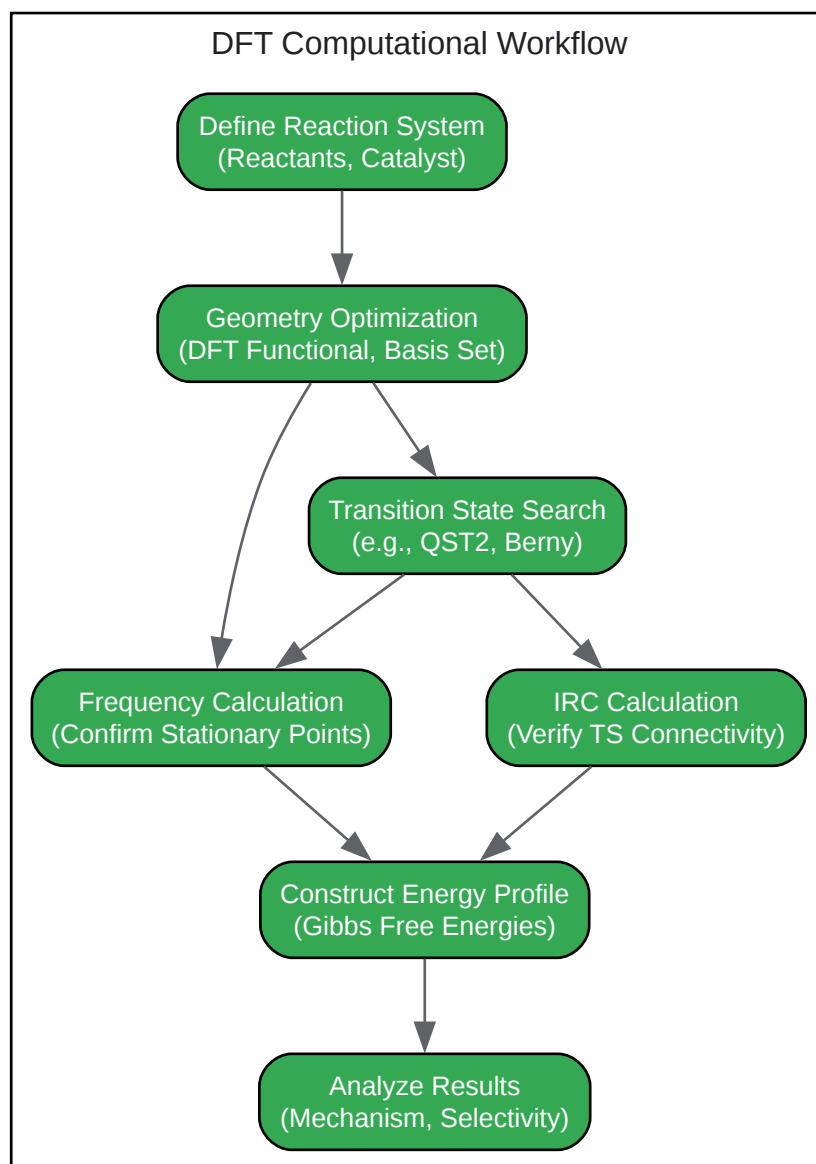 DFT Computational Workflow
Define Reaction System
(Reactants, Catalyst)
Geometry Optimization
(DFT Functional, Basis Set)
Transition State Search
(e.g., QST2, Berny)
Frequency Calculation
(Confirm Stationary Points)
IRC Calculation
(Verify TS Connectivity)
Construct Energy Profile
(Gibbs Free Energies)
Analyze Results
(Mechanism, Selectivity)